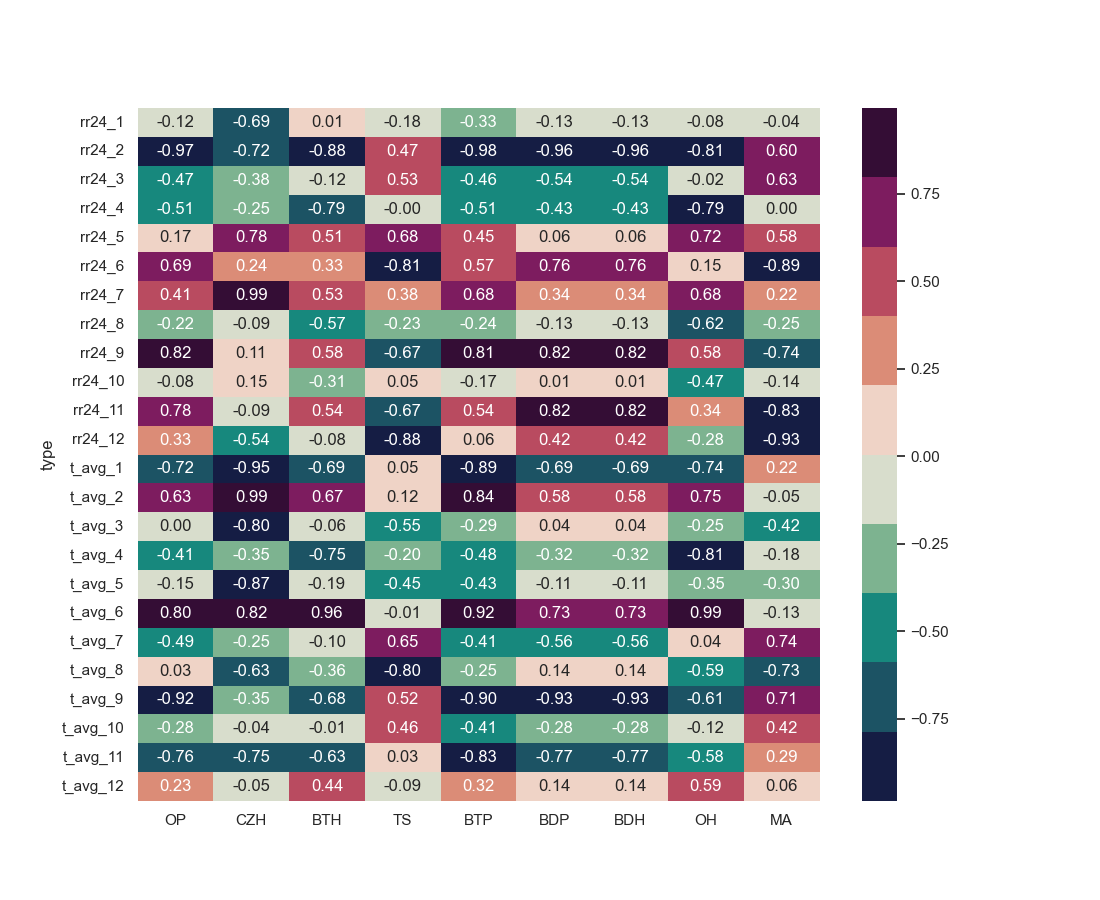 rr24_1 -0.12 -0.69 0.01 -0.18 -0.33 -0.13 -0.13 -0.08 -0.04
rr24_2 -0.97 -0.72 -0.88 0.47 -0.98 -0.96 -0.96 -0.81 0.60
rr24_3 -0.47 -0.38 -0.12 0.53 -0.46 -0.54 -0.54 -0.02 0.63
rr24_4 -0.51 -0.25 -0.79 -0.00 -0.51 -0.43 -0.43 -0.79 0.00
rr24_5 0.17 0.78 0.51 0.68 0.45 0.06 0.06 0.72 0.58
rr24_6 0.69 0.24 0.33 -0.81 0.57 0.76 0.76 0.15 -0.89
rr24_7 0.41 0.99 0.53 0.38 0.68 0.34 0.34 0.68 0.22
rr24_8 -0.22 -0.09 -0.57 -0.23 -0.24 -0.13 -0.13 -0.62 -0.25
rr24_9 0.82 0.11 0.58 -0.67 0.81 0.82 0.82 0.58 -0.74
rr24_10 -0.08 0.15 -0.31 0.05 -0.17 0.01 0.01 -0.47 -0.14
rr24_11 0.78 -0.09 0.54 -0.67 0.54 0.82 0.82 0.34 -0.83
rr24_12 0.33 -0.54 -0.08 -0.88 0.06 0.42 0.42 -0.28 -0.93
t_avg_1 -0.72 -0.95 -0.69 0.05 -0.89 -0.69 -0.69 -0.74 0.22
t_avg_2 0.63 0.99 0.67 0.12 0.84 0.58 0.58 0.75 -0.05
t_avg_3 0.00 -0.80 -0.06 -0.55 -0.29 0.04 0.04 -0.25 -0.42
t_avg_4 -0.41 -0.35 -0.75 -0.20 -0.48 -0.32 -0.32 -0.81 -0.18
t_avg_5 -0.15 -0.87 -0.19 -0.45 -0.43 -0.11 -0.11 -0.35 -0.30
t_avg_6 0.80 0.82 0.96 -0.01 0.92 0.73 0.73 0.99 -0.13
t_avg_7 -0.49 -0.25 -0.10 0.65 -0.41 -0.56 -0.56 0.04 0.74
t_avg_8 0.03 -0.63 -0.36 -0.80 -0.25 0.14 0.14 -0.59 -0.73
t_avg_9 -0.92 -0.35 -0.68 0.52 -0.90 -0.93 -0.93 -0.61 0.71
t_avg_10 -0.28 -0.04 -0.01 0.46 -0.41 -0.28 -0.28 -0.12 0.42
t_avg_11 -0.76 -0.75 -0.63 0.03 -0.83 -0.77 -0.77 -0.58 0.29
t_avg_12 0.23 -0.05 0.44 -0.09 0.32 0.14 0.14 0.59 0.06
OP CZH BTH TS BTP BDP BDH OH MA
type
0.75
0.50
0.25
0.00
−0.25
−0.50
−0.75